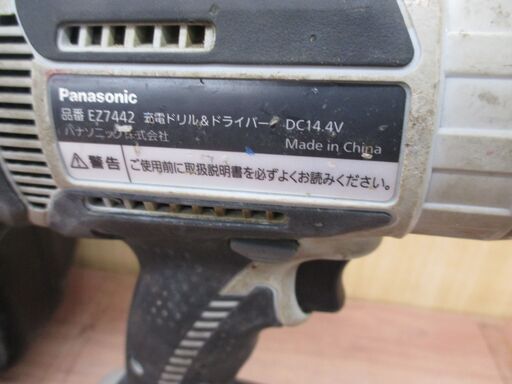 Panasonic
品番 EZ7442 充電ドリル&ドライバー DC14.4V
パナソニック株式会社 Made in China
警告 ご使用前に取扱説明書を必ずよくお読みください。